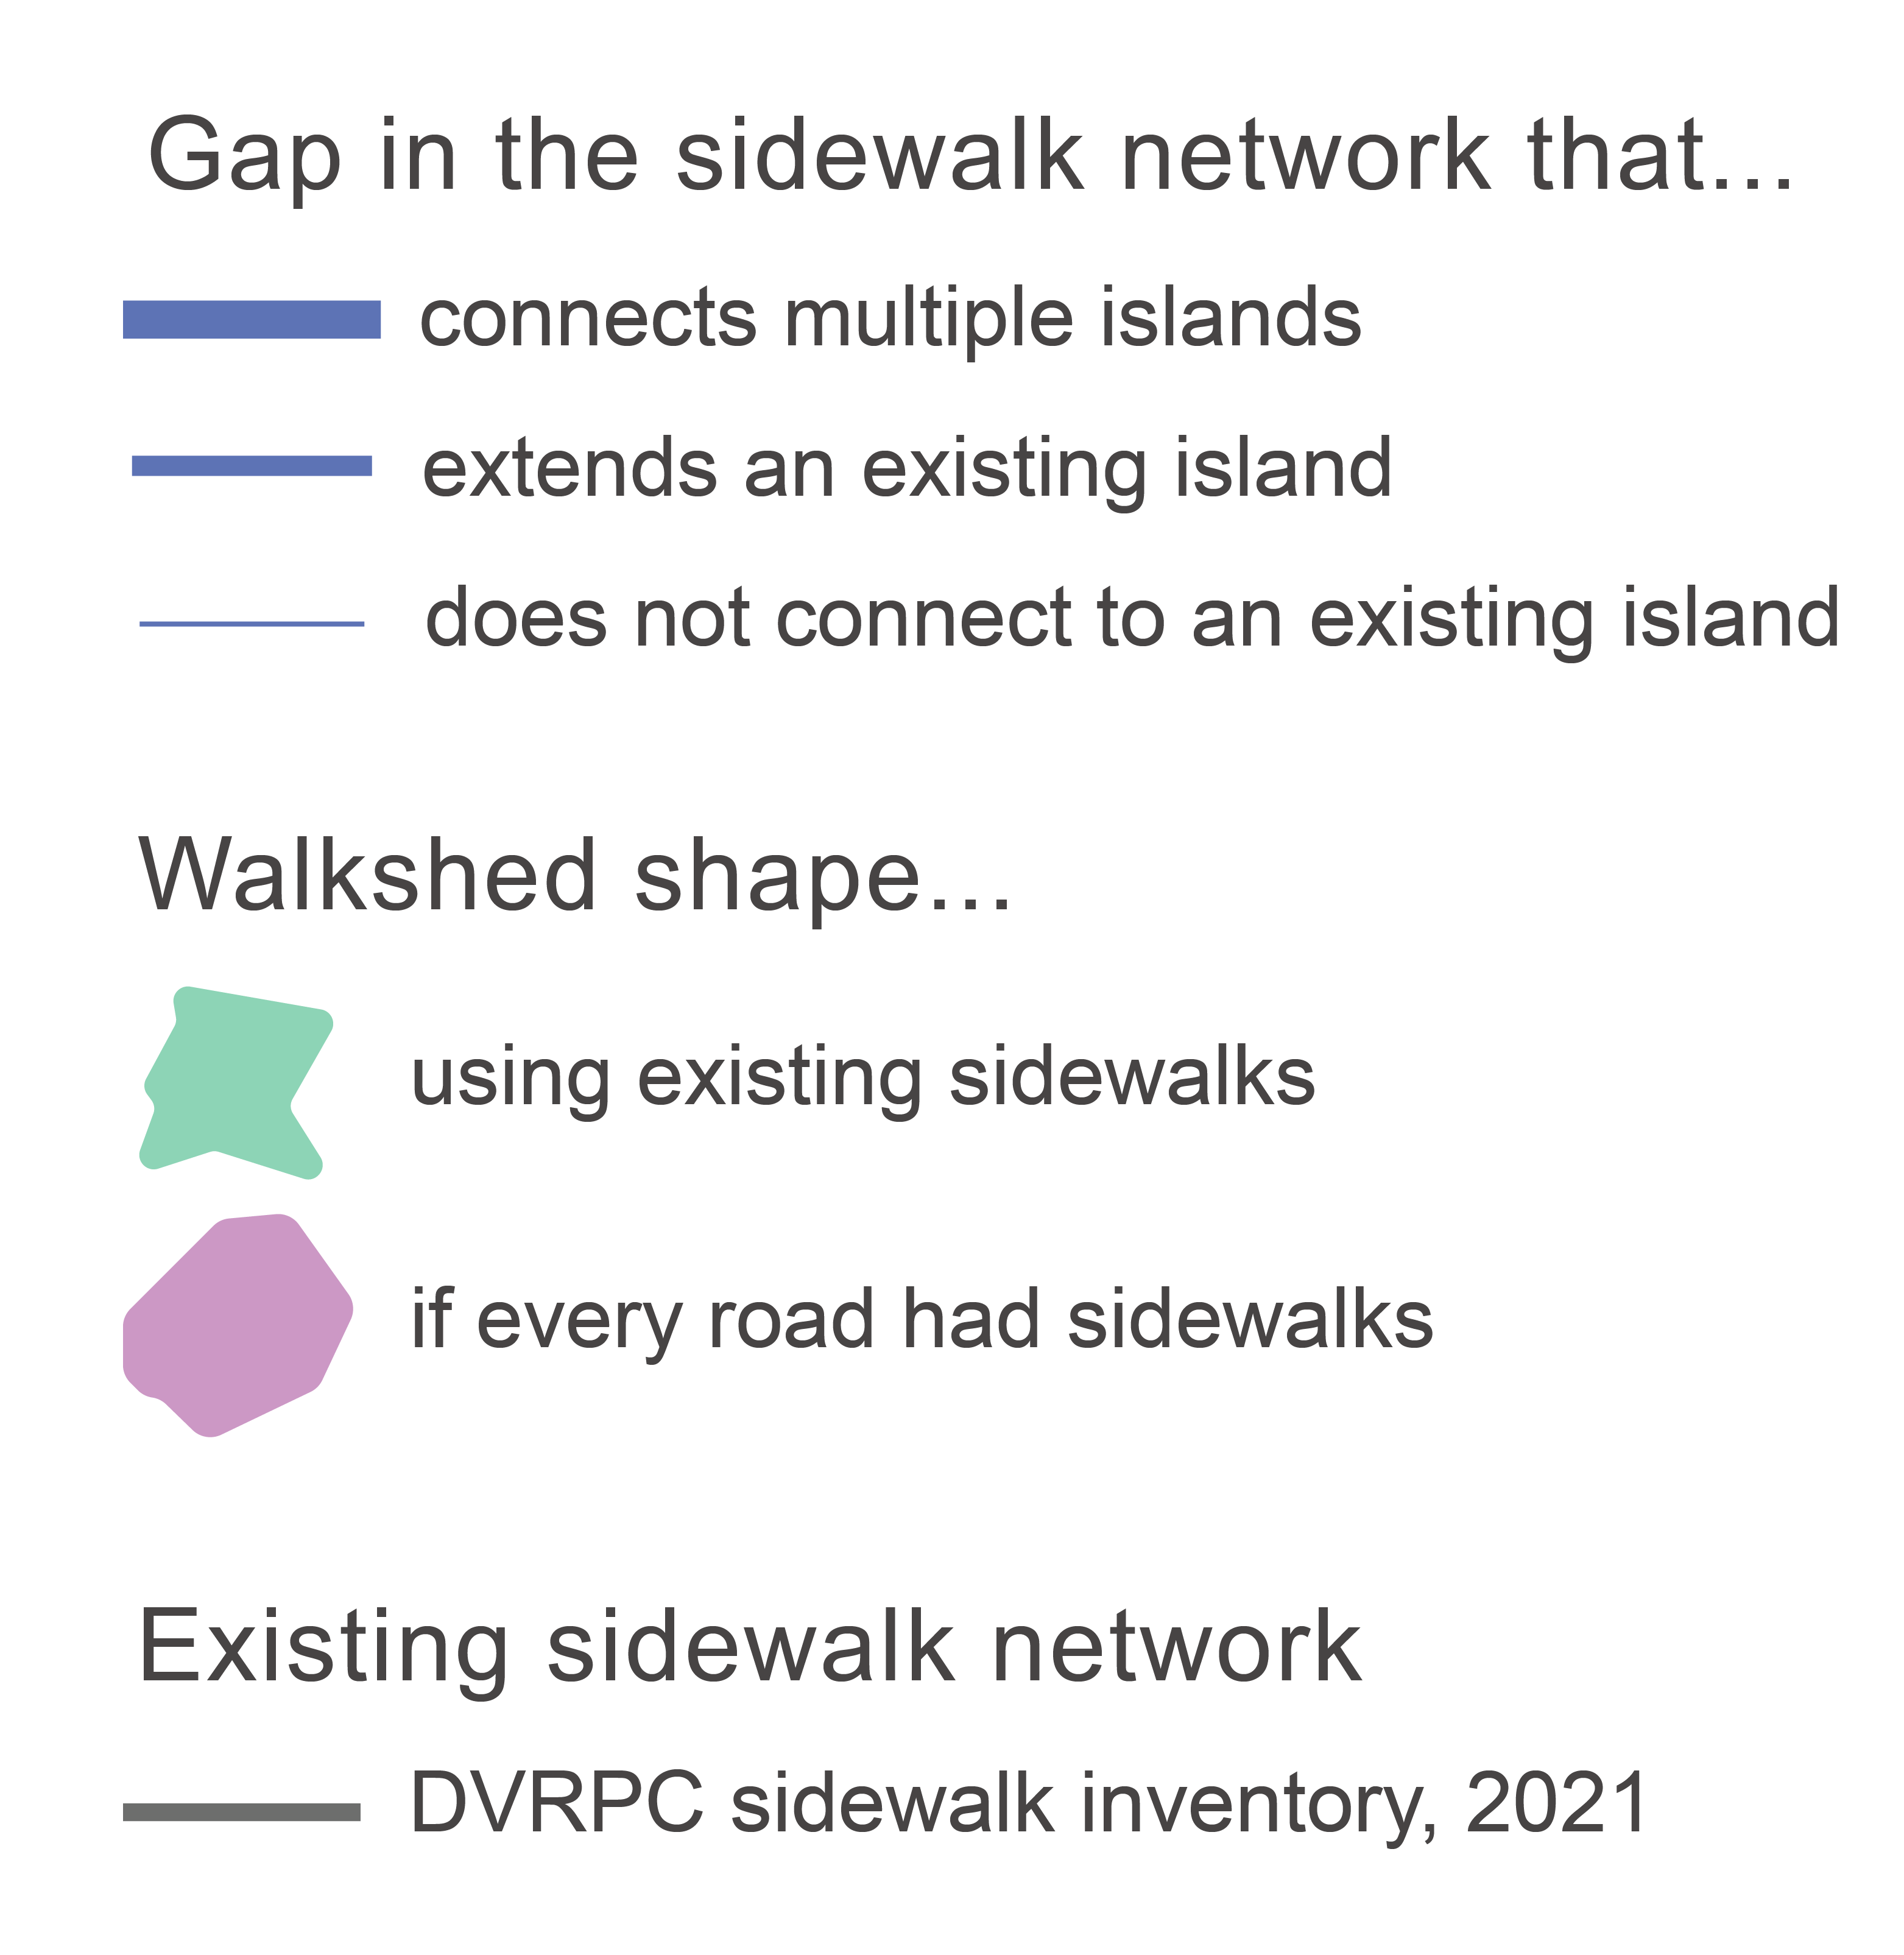 Gap in the sidewalk network that...
connects multiple islands
extends an existing island
does not connect to an existing island
Walkshed shape...
using existing sidewalks
if every road had sidewalks
Existing sidewalk network
DVRPC sidewalk inventory, 2021